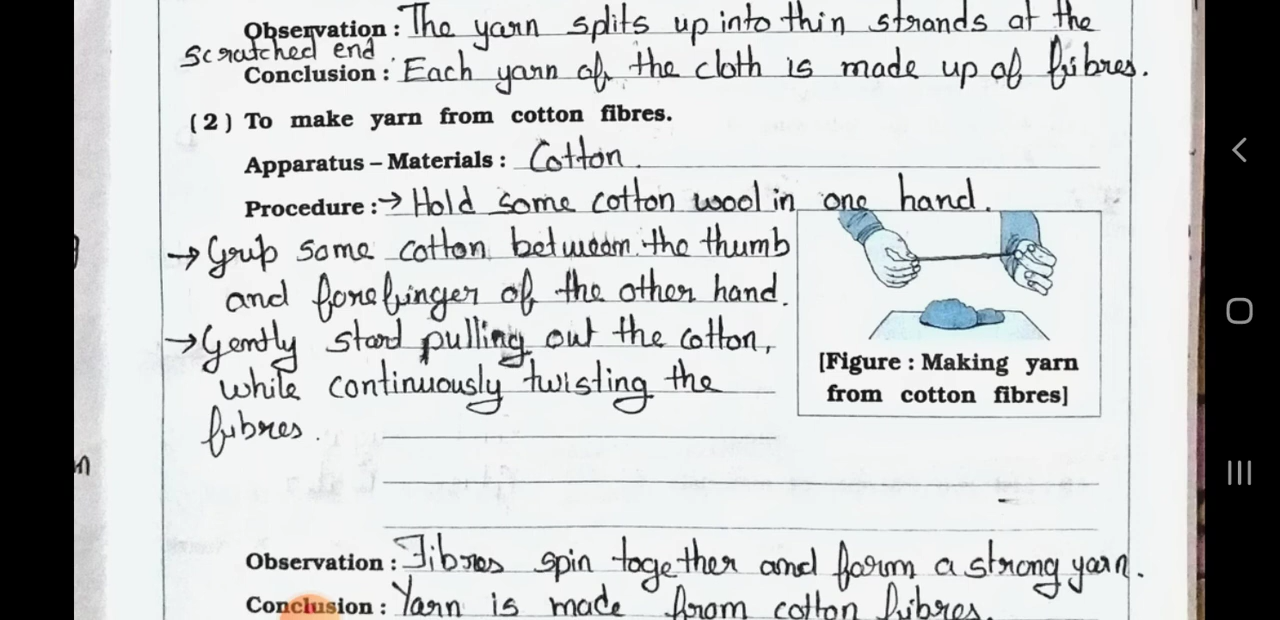 Observation : The yarn splits up into thin strands at the
scratched end.
Conclusion : Each yarn of the cloth is made up of fibres.
(2) To make yarn from cotton fibres.
Apparatus – Materials : Cotton.
Procedure : → Hold some cotton wool in one hand.
→ Grip some cotton between the thumb
and forefinger of the other hand.
→ Gently start pulling out the cotton,
while continuously twisting the
fibres.
[Figure : Making yarn
from cotton fibres]
Observation : Fibres spin together and form a strong yarn.
Conclusion : Yarn is made from cotton fibres.